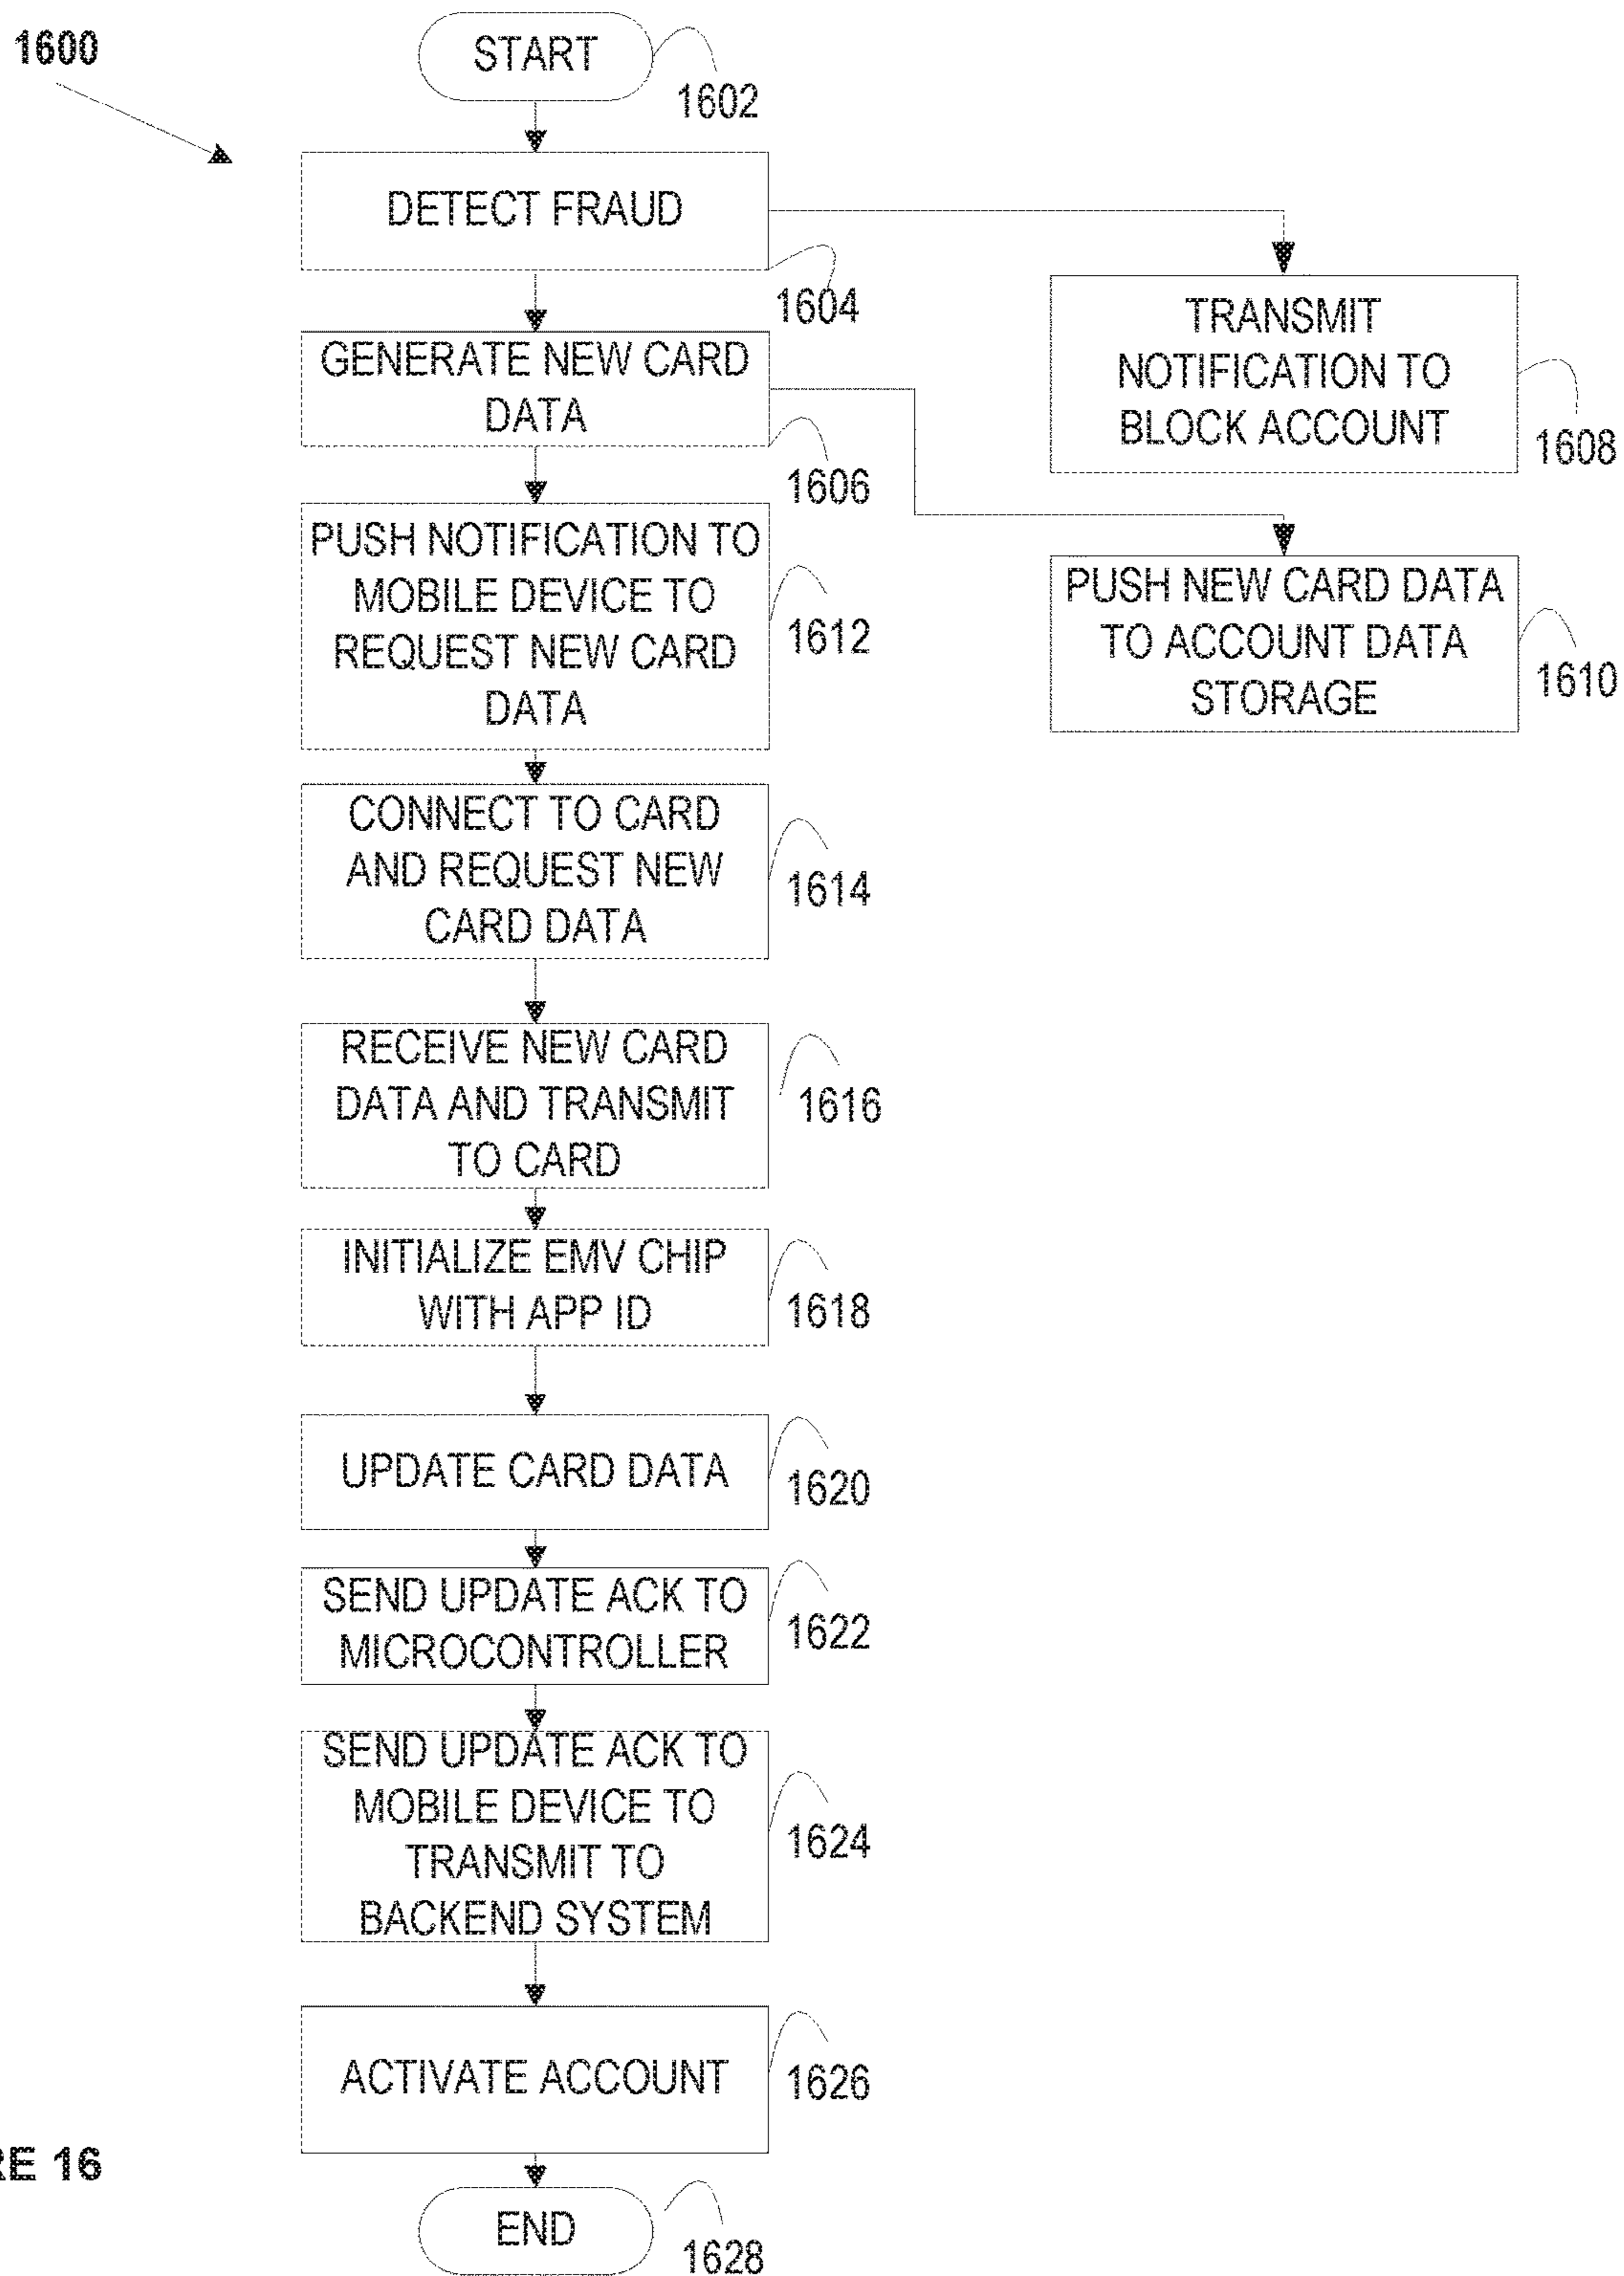 1600
START
1602
DETECT FRAUD
1604
TRANSMIT
NOTIFICATION TO
BLOCK ACCOUNT
1608
GENERATE NEW CARD
DATA
1606
PUSH NEW CARD DATA
TO ACCOUNT DATA
STORAGE
1610
PUSH NOTIFICATION TO
MOBILE DEVICE TO
REQUEST NEW CARD
DATA
1612
CONNECT TO CARD
AND REQUEST NEW
CARD DATA
1614
RECEIVE NEW CARD
DATA AND TRANSMIT
TO CARD
1616
INITIALIZE EMV CHIP
WITH APP ID
1618
UPDATE CARD DATA
1620
SEND UPDATE ACK TO
MICROCONTROLLER
1622
SEND UPDATE ACK TO
MOBILE DEVICE TO
TRANSMIT TO
BACKEND SYSTEM
1624
ACTIVATE ACCOUNT
1626
RE 16
END
1628